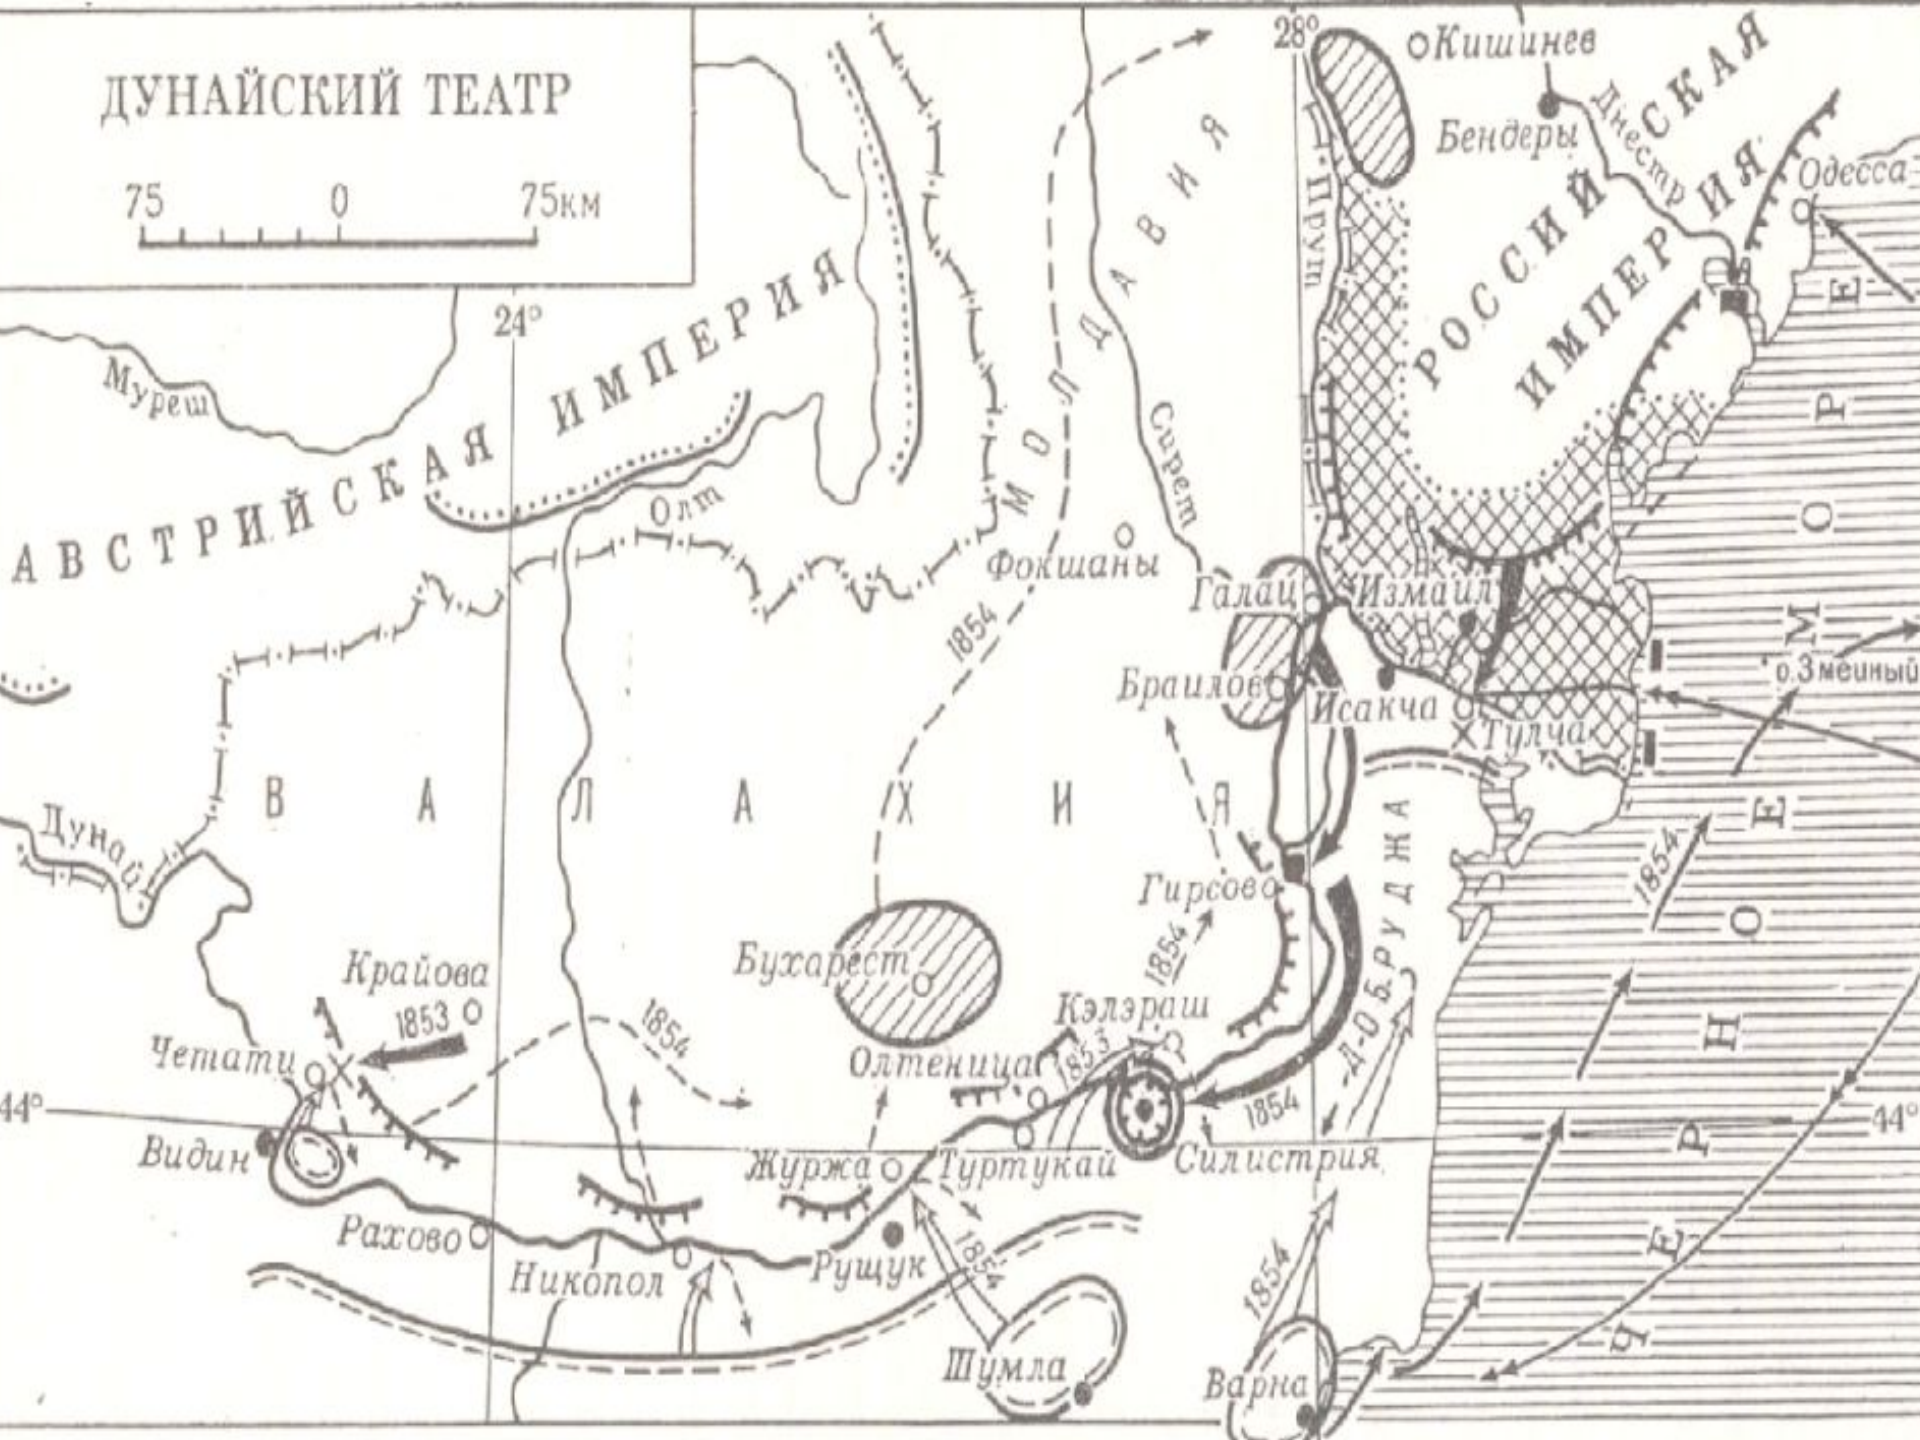 ДУНАЙСКИЙ ТЕАТР
75 0 75км
28°
Кишинев
Бендеры
Днестр
Одесса
РОССИЙСКАЯ
ИМПЕРИЯ
Прут
МОЛДАВИЯ
24°
Муреш
АВСТРИЙСКАЯ ИМПЕРИЯ
Олт
Сирет
Фокшаны
1854
Галац
Измаил
Браилов
Исакча
Тулча
о.Змеиный
ВАЛАХИЯ
Дунай
Гирсово
ДОБРУДЖА
1854
ЧЕРНОЕ МОРЕ
Крайова
1853
Бухарест
1854
Кэлэраш
1854
Четати
Олтеница
1853
44°
1854
44°
Видин
Журжа
Туртукай
Силистрия
Рахово
Никопол
Рущук
1854
1854
Шумла
Варна